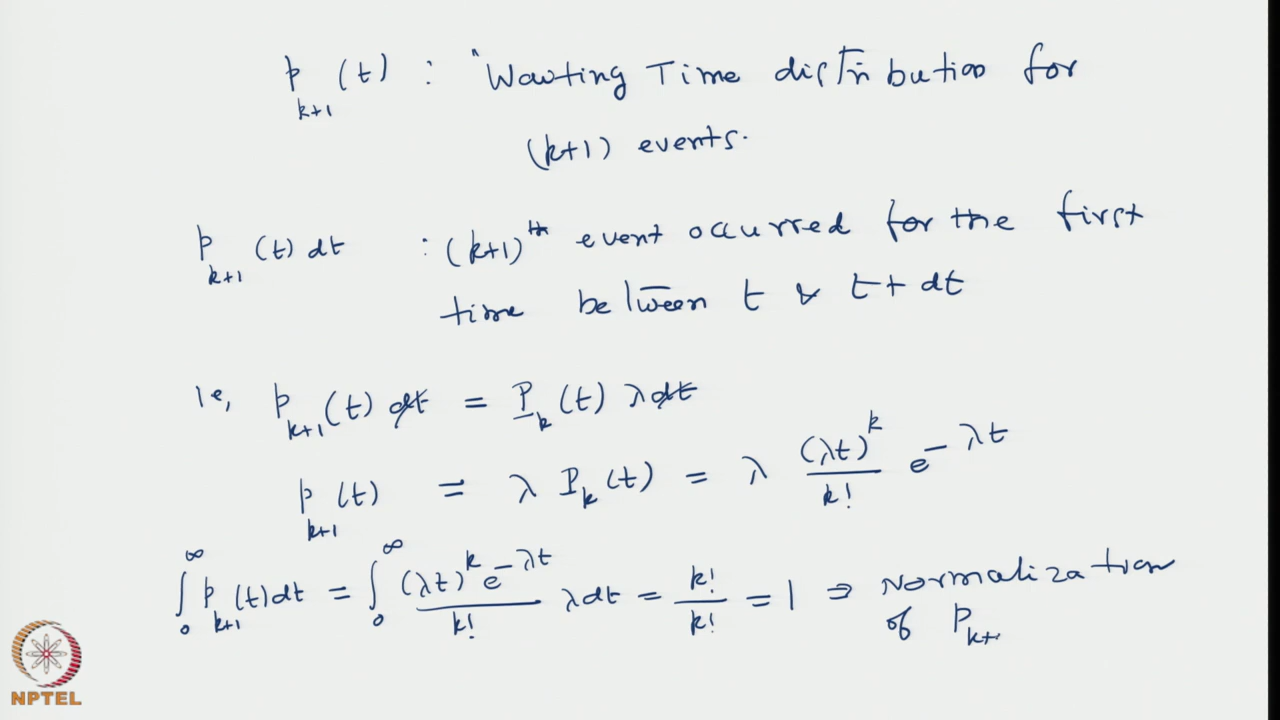 p_{k+1}(t) : "Waiting Time distribution for
(k+1) events.
p_{k+1}(t) dt : (k+1)^{th} event occurred for the first
time between t & t+dt
ie, p_{k+1}(t) dt = P_k(t) λdt
p_{k+1}(t) = λ P_k(t) = λ (λt)^k / k! e^{-λt}
∫_0^∞ p_{k+1}(t)dt = ∫_0^∞ (λt)^k e^{-λt} / k! λdt = k!/k! = 1 ⇒ Normalization
of p_{k+
NPTEL